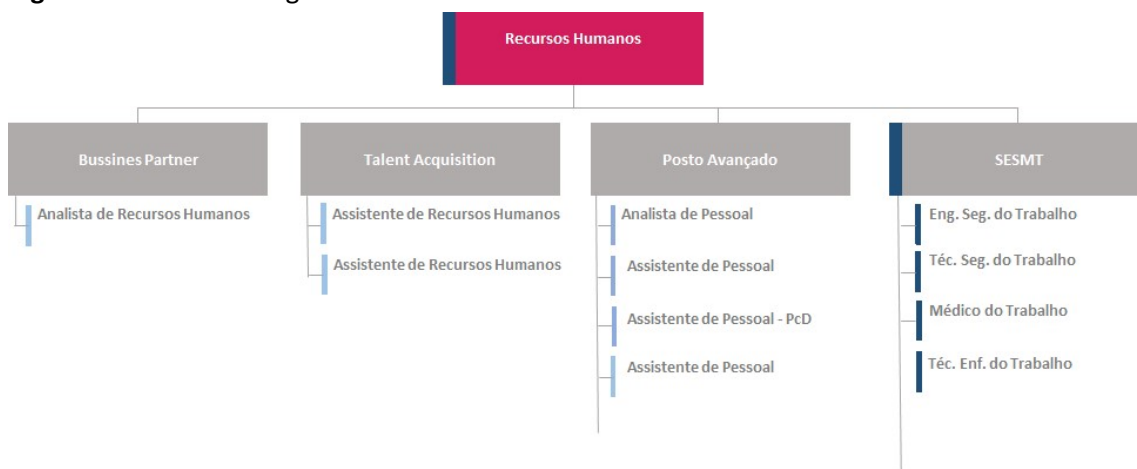 Recursos Humanos
Bussines Partner
Talent Acquisition
Posto Avançado
SESMT
Analista de Recursos Humanos
Assistente de Recursos Humanos
Assistente de Recursos Humanos
Analista de Pessoal
Assistente de Pessoal
Assistente de Pessoal - PcD
Assistente de Pessoal
Eng. Seg. do Trabalho
Téc. Seg. do Trabalho
Médico do Trabalho
Téc. Enf. do Trabalho